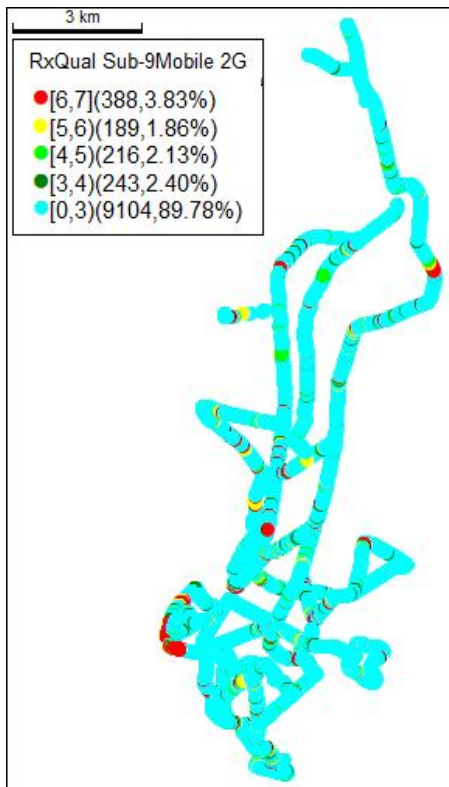 3 km
RxQual Sub-9Mobile 2G
[6,7](388,3.83%)
[5,6)(189,1.86%)
[4,5)(216,2.13%)
[3,4)(243,2.40%)
[0,3)(9104,89.78%)